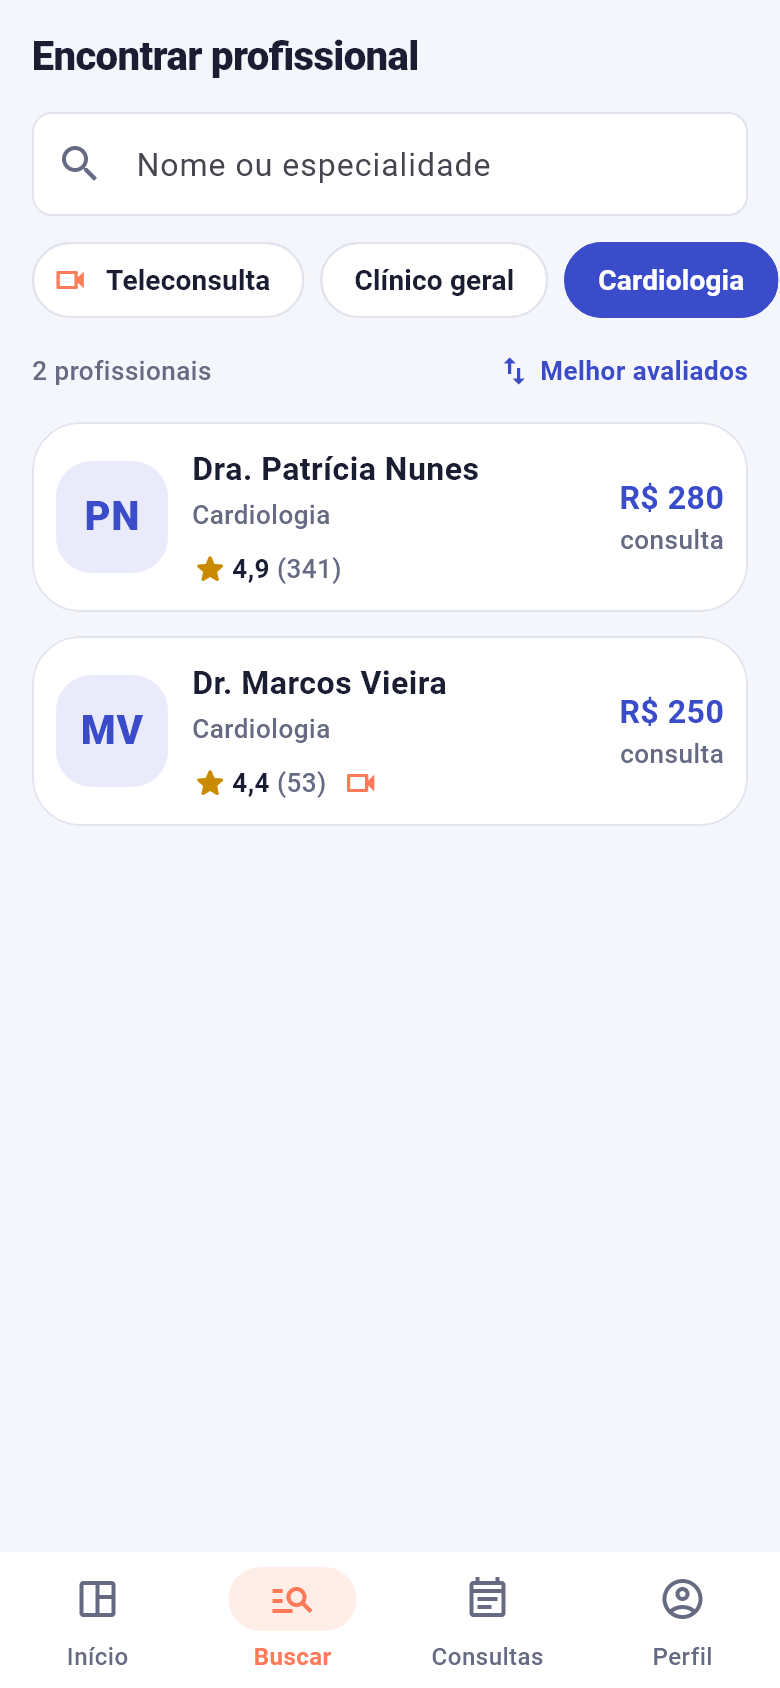 Encontrar profissional
Nome ou especialidade
Teleconsulta Clínico geral Cardiologia
2 profissionais Melhor avaliados
PN
Dra. Patrícia Nunes
Cardiologia
4,9 (341)
R$ 280
consulta
MV
Dr. Marcos Vieira
Cardiologia
4,4 (53)
R$ 250
consulta
Início Buscar Consultas Perfil